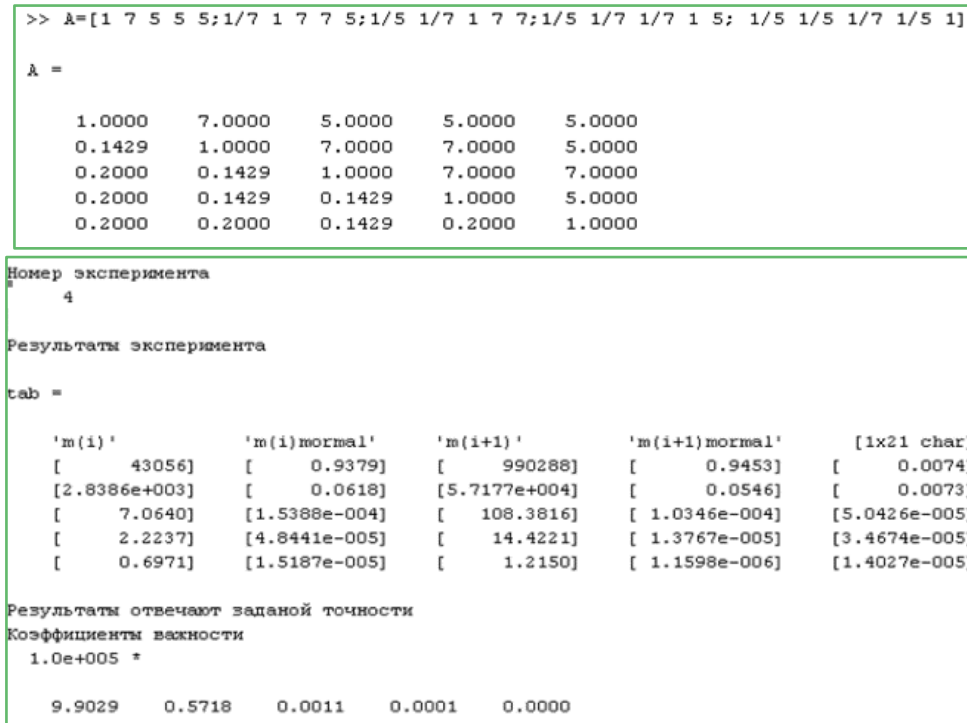 >> A=[1 7 5 5 5;1/7 1 7 7 5;1/5 1/7 1 7 7;1/5 1/7 1/7 1 5; 1/5 1/5 1/7 1/5 1]
A =
1.0000 7.0000 5.0000 5.0000 5.0000
0.1429 1.0000 7.0000 7.0000 5.0000
0.2000 0.1429 1.0000 7.0000 7.0000
0.2000 0.1429 0.1429 1.0000 5.0000
0.2000 0.2000 0.1429 0.2000 1.0000
Номер эксперимента
4
Результаты эксперимента
tab =
'm(i)' 'm(i)mormal' 'm(i+1)' 'm(i+1)mormal' [1x21 char]
[ 43056] [ 0.9379] [ 990288] [ 0.9453] [ 0.0074]
[2.8386e+003] [ 0.0618] [5.7177e+004] [ 0.0546] [ 0.0073]
[ 7.0640] [1.5388e-004] [ 108.3816] [ 1.0346e-004] [5.0426e-005]
[ 2.2237] [4.8441e-005] [ 14.4221] [ 1.3767e-005] [3.4674e-005]
[ 0.6971] [1.5187e-005] [ 1.2150] [ 1.1598e-006] [1.4027e-005]
Результаты отвечают заданой точности
Коэффициенты важности
1.0e+005 *
9.9029 0.5718 0.0011 0.0001 0.0000